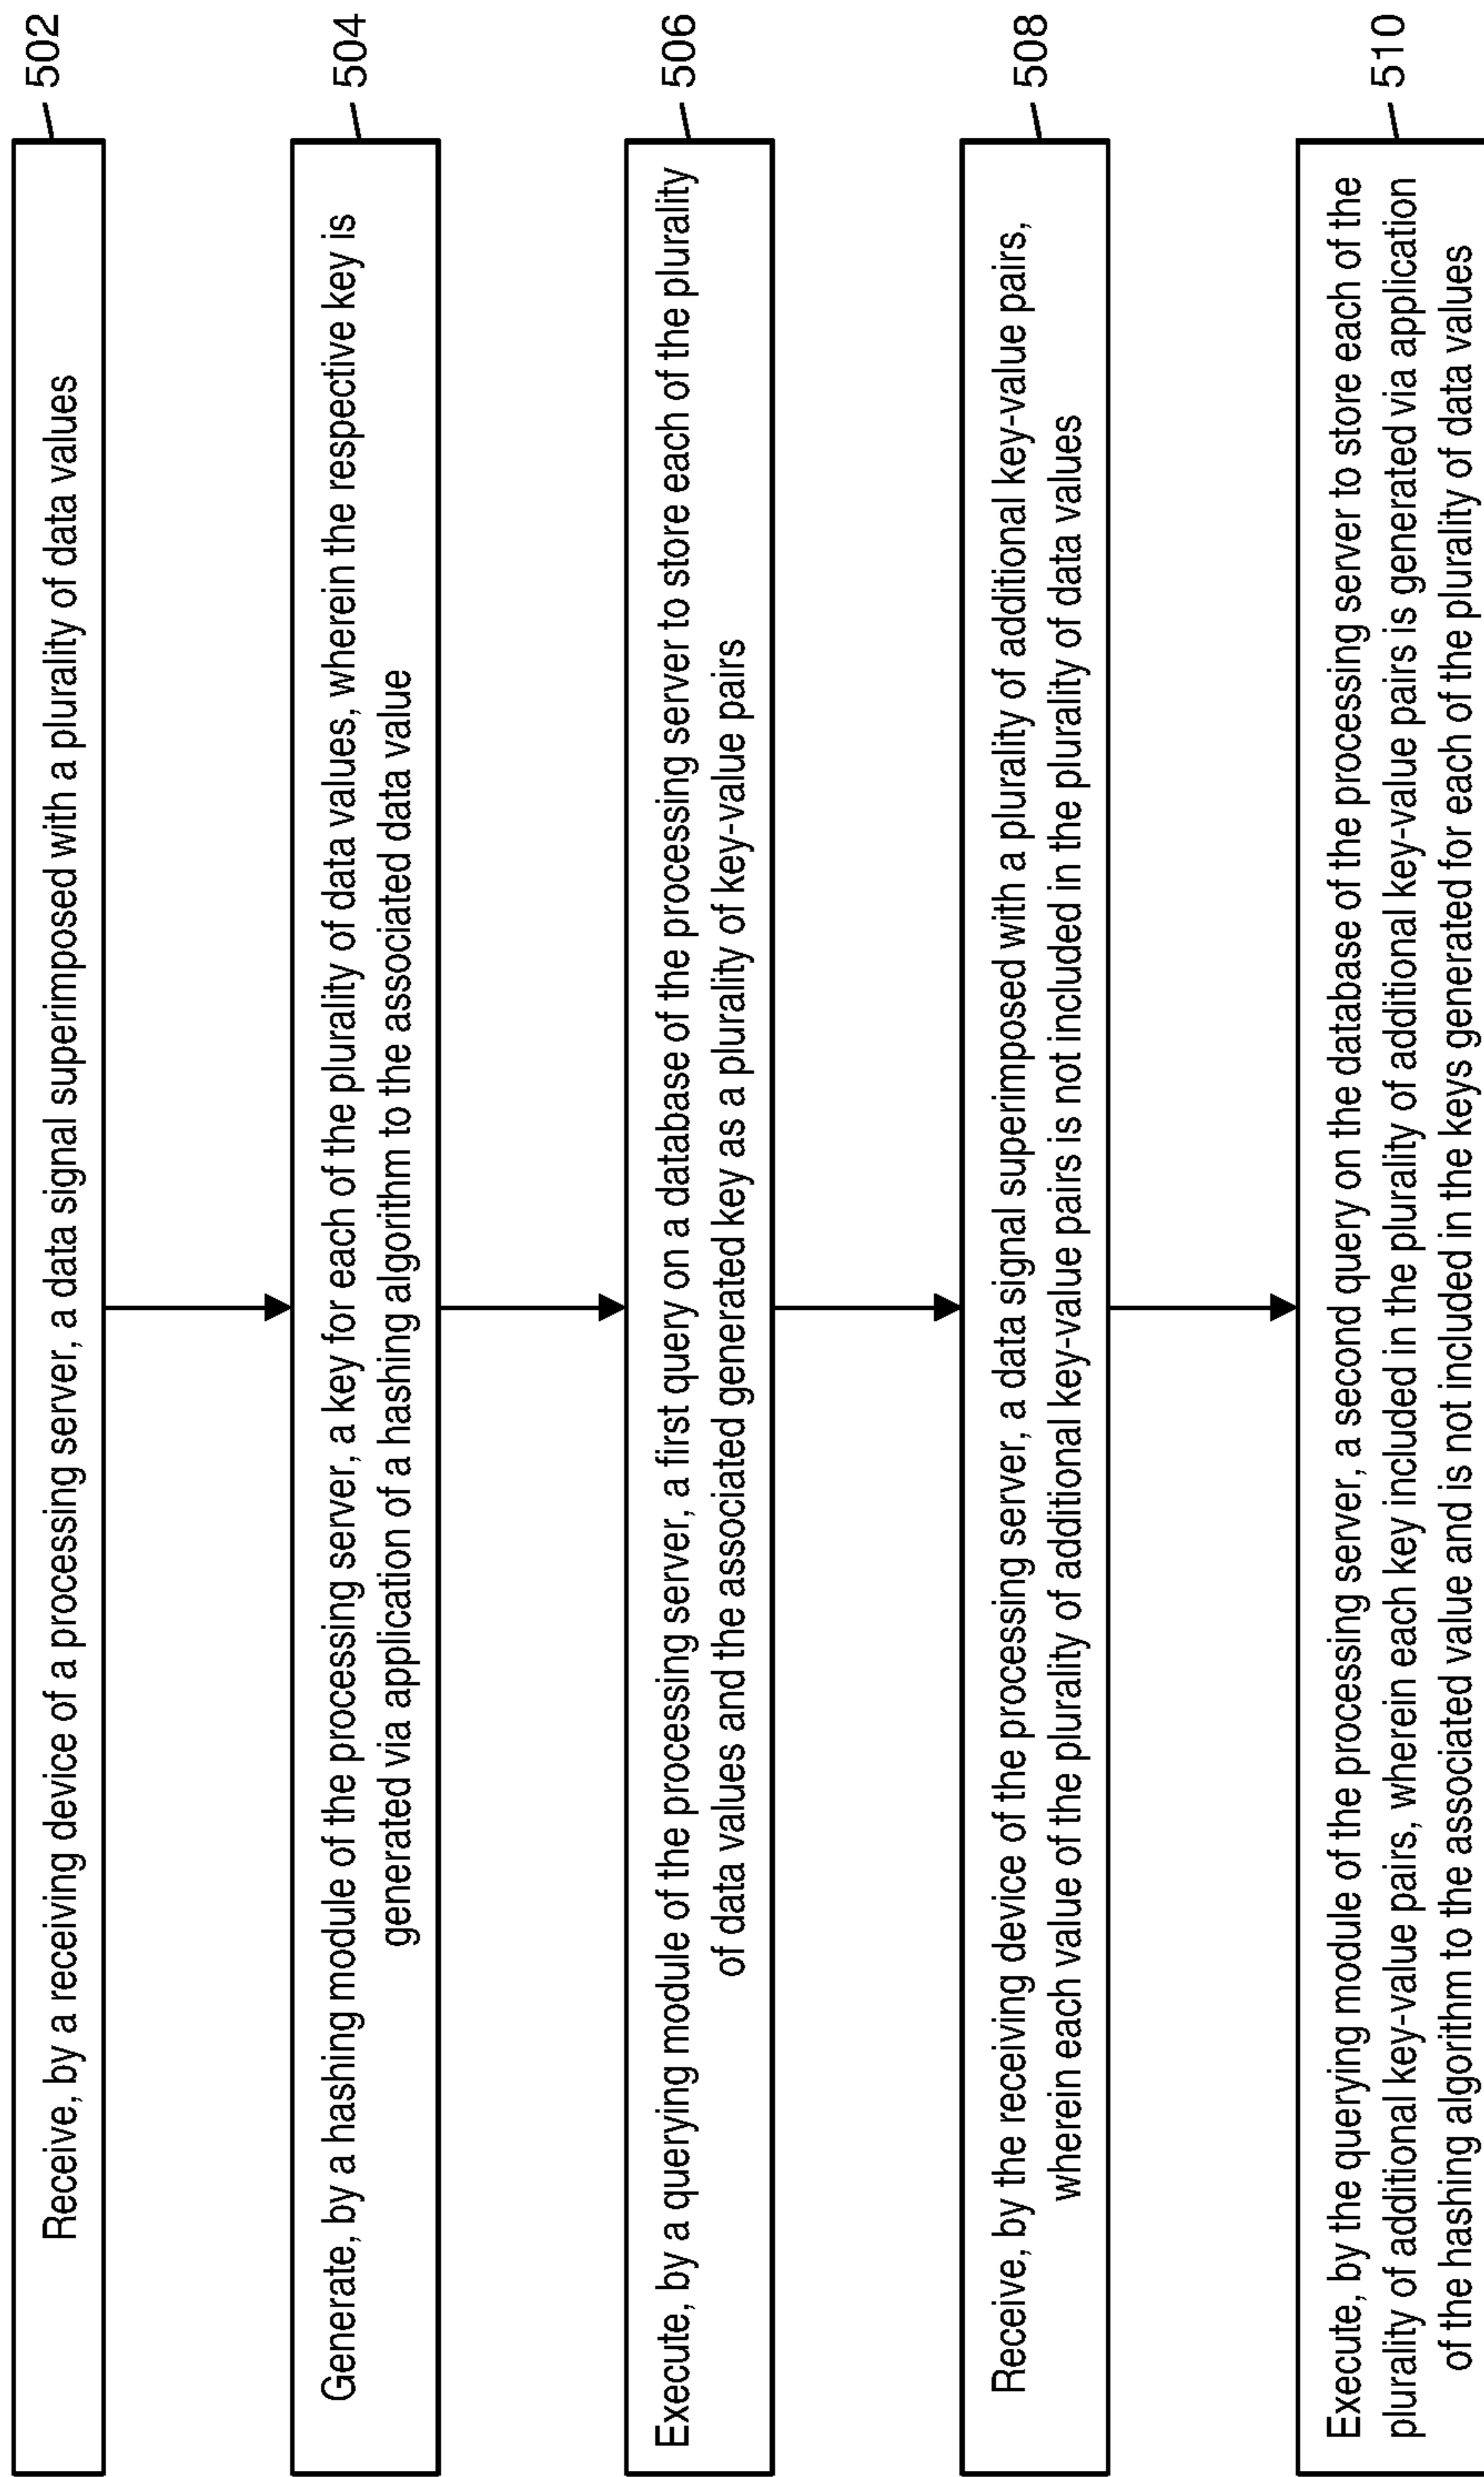 Receive, by a receiving device of a processing server, a data signal superimposed with a plurality of data values
502
Generate, by a hashing module of the processing server, a key for each of the plurality of data values, wherein the respective key is
generated via application of a hashing algorithm to the associated data value
504
Execute, by a querying module of the processing server, a first query on a database of the processing server to store each of the plurality
of data values and the associated generated key as a plurality of key-value pairs
506
Receive, by the receiving device of the processing server, a data signal superimposed with a plurality of additional key-value pairs,
wherein each value of the plurality of additional key-value pairs is not included in the plurality of data values
508
Execute, by the querying module of the processing server, a second query on the database of the processing server to store each of the
plurality of additional key-value pairs, wherein each key included in the plurality of additional key-value pairs is generated via application
of the hashing algorithm to the associated value and is not included in the keys generated for each of the plurality of data values
510